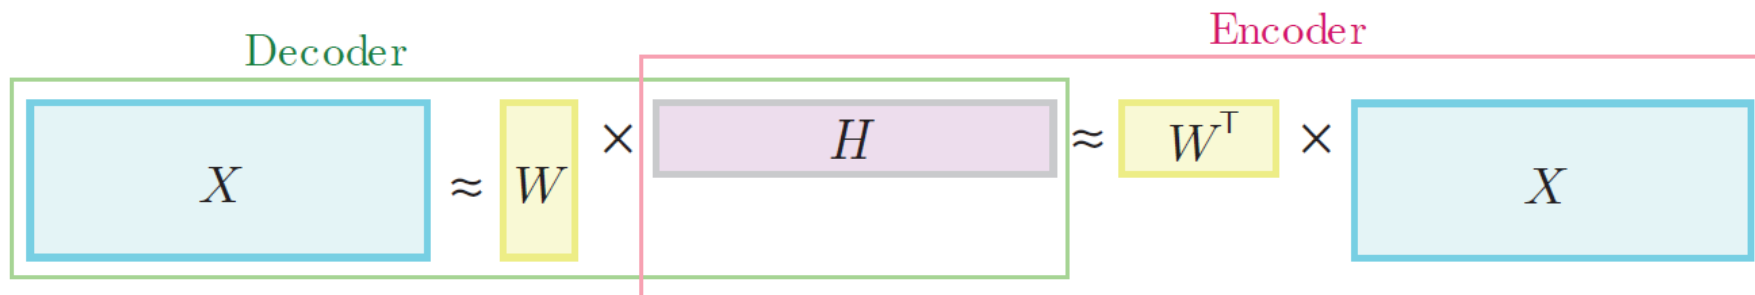 Encoder
Decoder
X ≈ W × H ≈ Wᵀ × X